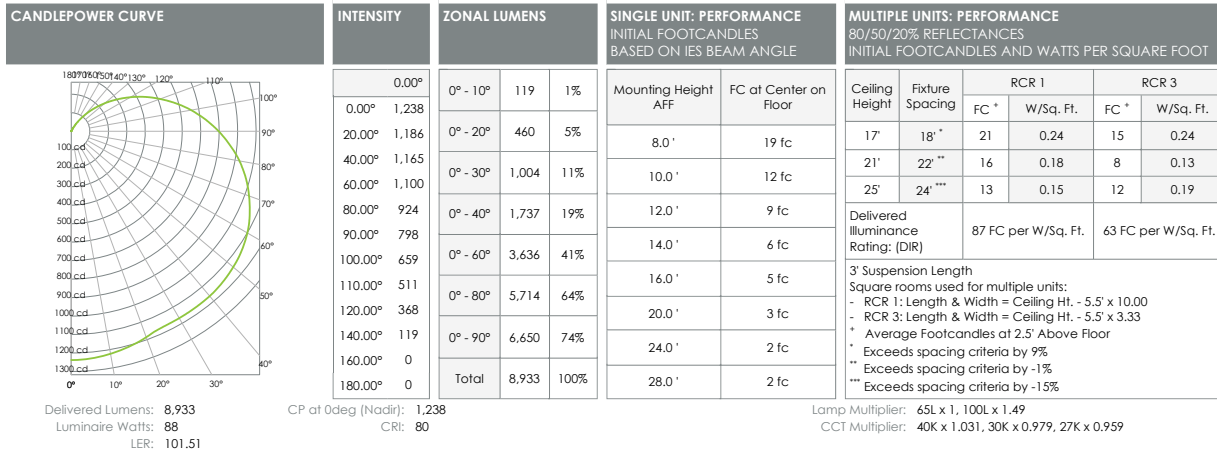 CANDLEPOWER CURVE
180°170°160°150°140°130° 120° 110°
100°
90°
80°
70°
60°
50°
40°
100 cd
200 cd
300 cd
400 cd
500 cd
600 cd
700 cd
800 cd
900 cd
1000 cd
1100 cd
1200 cd
1300 cd
0° 10° 20° 30°
INTENSITY
0.00°
0.00° 1,238
20.00° 1,186
40.00° 1,165
60.00° 1,100
80.00° 924
90.00° 798
100.00° 659
110.00° 511
120.00° 368
140.00° 119
160.00° 0
180.00° 0
ZONAL LUMENS
0° - 10° 119 1%
0° - 20° 460 5%
0° - 30° 1,004 11%
0° - 40° 1,737 19%
0° - 60° 3,636 41%
0° - 80° 5,714 64%
0° - 90° 6,650 74%
Total 8,933 100%
SINGLE UNIT: PERFORMANCE
INITIAL FOOTCANDLES
BASED ON IES BEAM ANGLE
Mounting Height AFF FC at Center on Floor
8.0 ' 19 fc
10.0 ' 12 fc
12.0 ' 9 fc
14.0 ' 6 fc
16.0 ' 5 fc
20.0 ' 3 fc
24.0 ' 2 fc
28.0 ' 2 fc
MULTIPLE UNITS: PERFORMANCE
80/50/20% REFLECTANCES
INITIAL FOOTCANDLES AND WATTS PER SQUARE FOOT
Ceiling Height Fixture Spacing RCR 1 RCR 3
FC + W/Sq. Ft. FC + W/Sq. Ft.
17' 18' * 21 0.24 15 0.24
21' 22' ** 16 0.18 8 0.13
25' 24' *** 13 0.15 12 0.19
Delivered
Illuminance
Rating: (DIR)
87 FC per W/Sq. Ft. 63 FC per W/Sq. Ft.
3' Suspension Length
Square rooms used for multiple units:
- RCR 1: Length & Width = Ceiling Ht. - 5.5' x 10.00
- RCR 3: Length & Width = Ceiling Ht. - 5.5' x 3.33
+ Average Footcandles at 2.5' Above Floor
* Exceeds spacing criteria by 9%
** Exceeds spacing criteria by -1%
*** Exceeds spacing criteria by -15%
Delivered Lumens: 8,933
Luminaire Watts: 88
LER: 101.51
CP at 0deg (Nadir): 1,238
CRI: 80
Lamp Multiplier: 65L x 1, 100L x 1.49
CCT Multiplier: 40K x 1.031, 30K x 0.979, 27K x 0.959